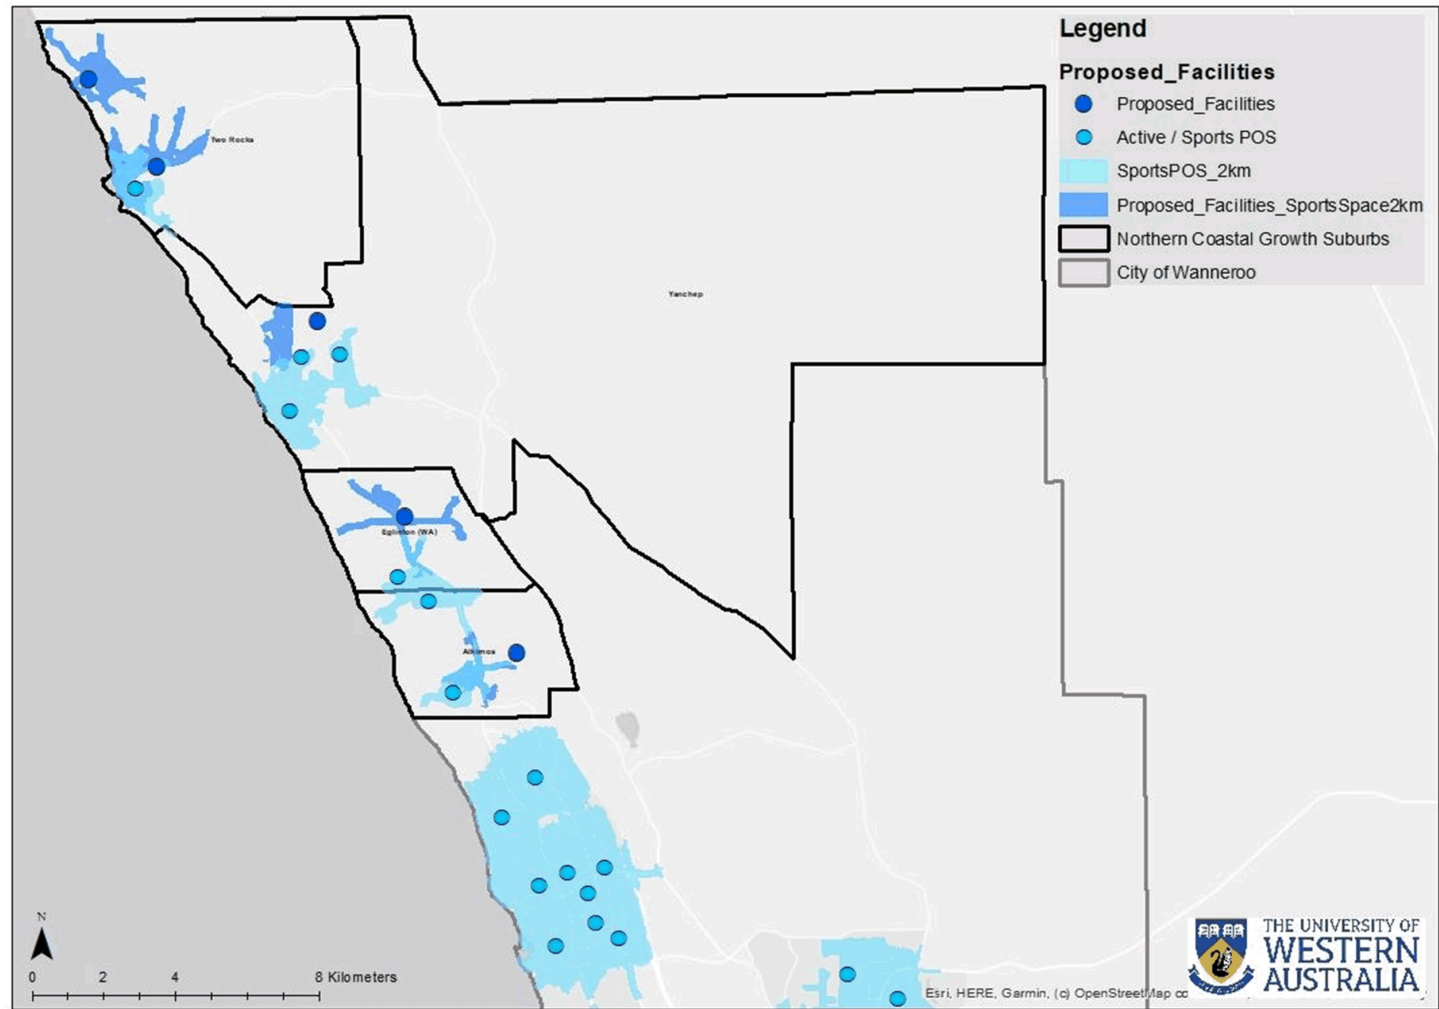 Legend
Proposed_Facilities
Proposed_Facilities
Active / Sports POS
SportsPOS_2km
Proposed_Facilities_SportsSpace2km
Northern Coastal Growth Suburbs
City of Wanneroo
Two Rocks
Yanchep
Eglinton (WA)
Alkimos
N
0 2 4 8 Kilometers
THE UNIVERSITY OF
WESTERN
AUSTRALIA
Esri, HERE, Garmin, (c) OpenStreetMap co